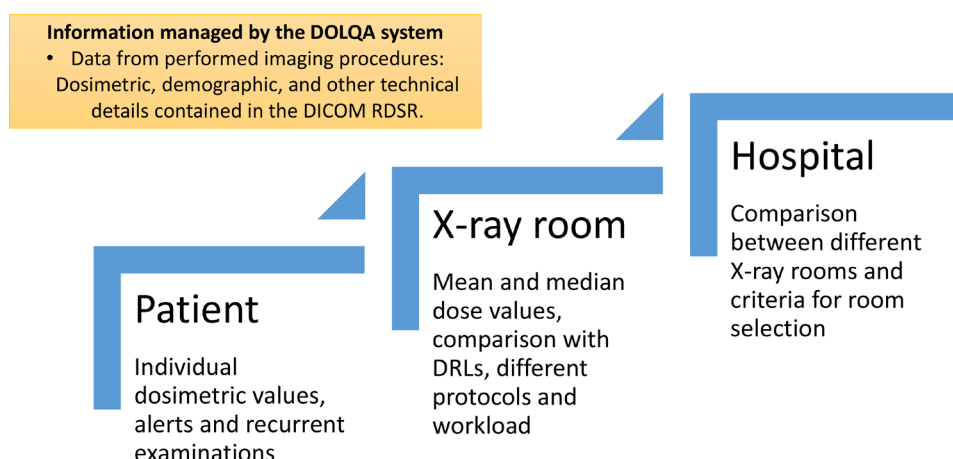 Information managed by the DOLQA system
• Data from performed imaging procedures:
Dosimetric, demographic, and other technical
details contained in the DICOM RDSR.
Patient
Individual
dosimetric values,
alerts and recurrent
examinations
X-ray room
Mean and median
dose values,
comparison with
DRLs, different
protocols and
workload
Hospital
Comparison
between different
X-ray rooms and
criteria for room
selection